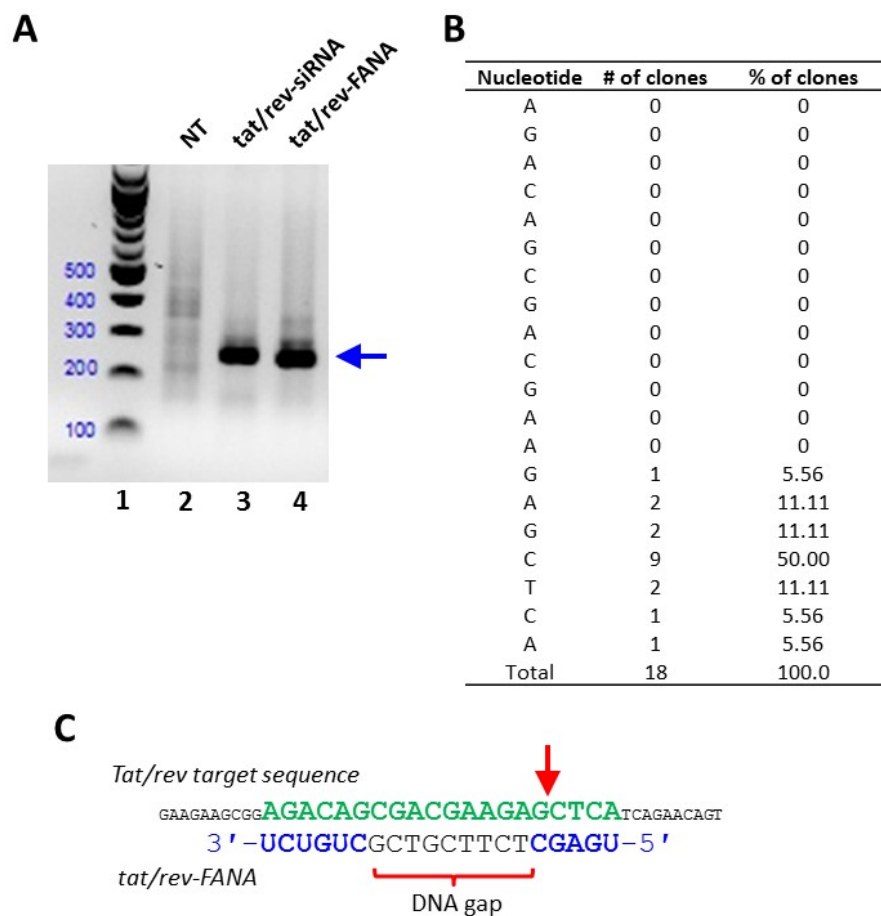 A
NT
tat/rev-siRNA
tat/rev-FANA
500
400
300
200
100
1 2 3 4
B
Nucleotide # of clones % of clones
A 0 0
G 0 0
A 0 0
C 0 0
A 0 0
G 0 0
C 0 0
G 0 0
A 0 0
C 0 0
G 0 0
A 0 0
A 0 0
G 1 5.56
A 2 11.11
G 2 11.11
C 9 50.00
T 2 11.11
C 1 5.56
A 1 5.56
Total 18 100.0
C
Tat/rev target sequence
GAAGAAGCGGAGACAGCGACGAAGAGCTCATCAGAACAGT
3′-UCUGUCGCTGCTTCTCGAGU-5′
tat/rev-FANA
DNA gap